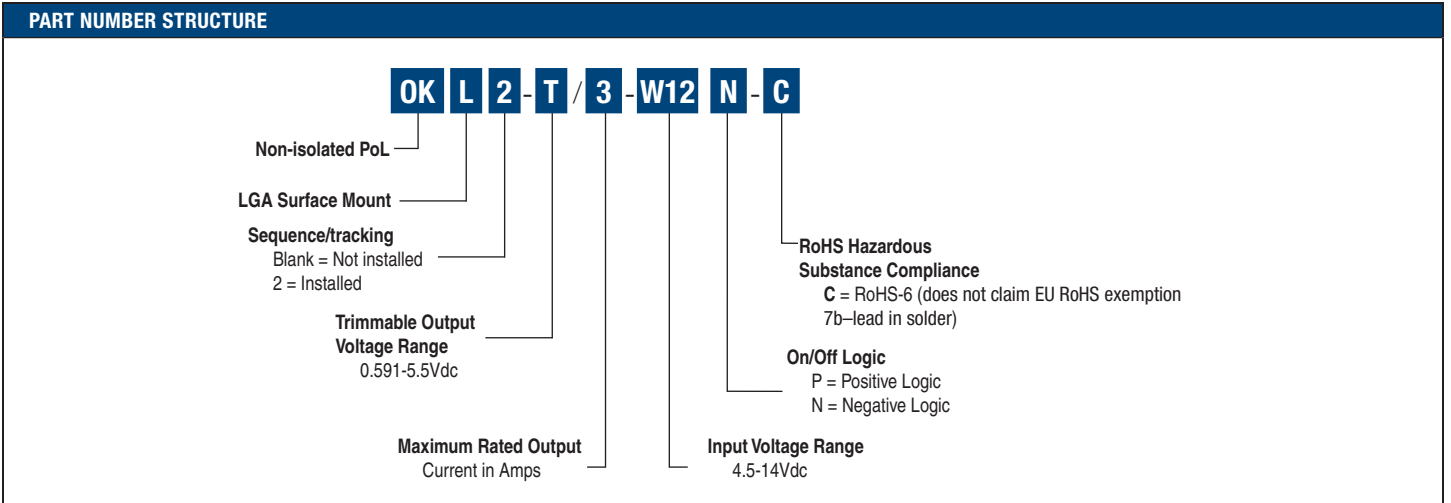 PART NUMBER STRUCTURE
OK L 2 - T / 3 - W12 N - C
Non-isolated PoL
LGA Surface Mount
Sequence/tracking
Blank = Not installed
2 = Installed
Trimmable Output
Voltage Range
0.591-5.5Vdc
Maximum Rated Output
Current in Amps
RoHS Hazardous
Substance Compliance
C = RoHS-6 (does not claim EU RoHS exemption
7b–lead in solder)
On/Off Logic
P = Positive Logic
N = Negative Logic
Input Voltage Range
4.5-14Vdc